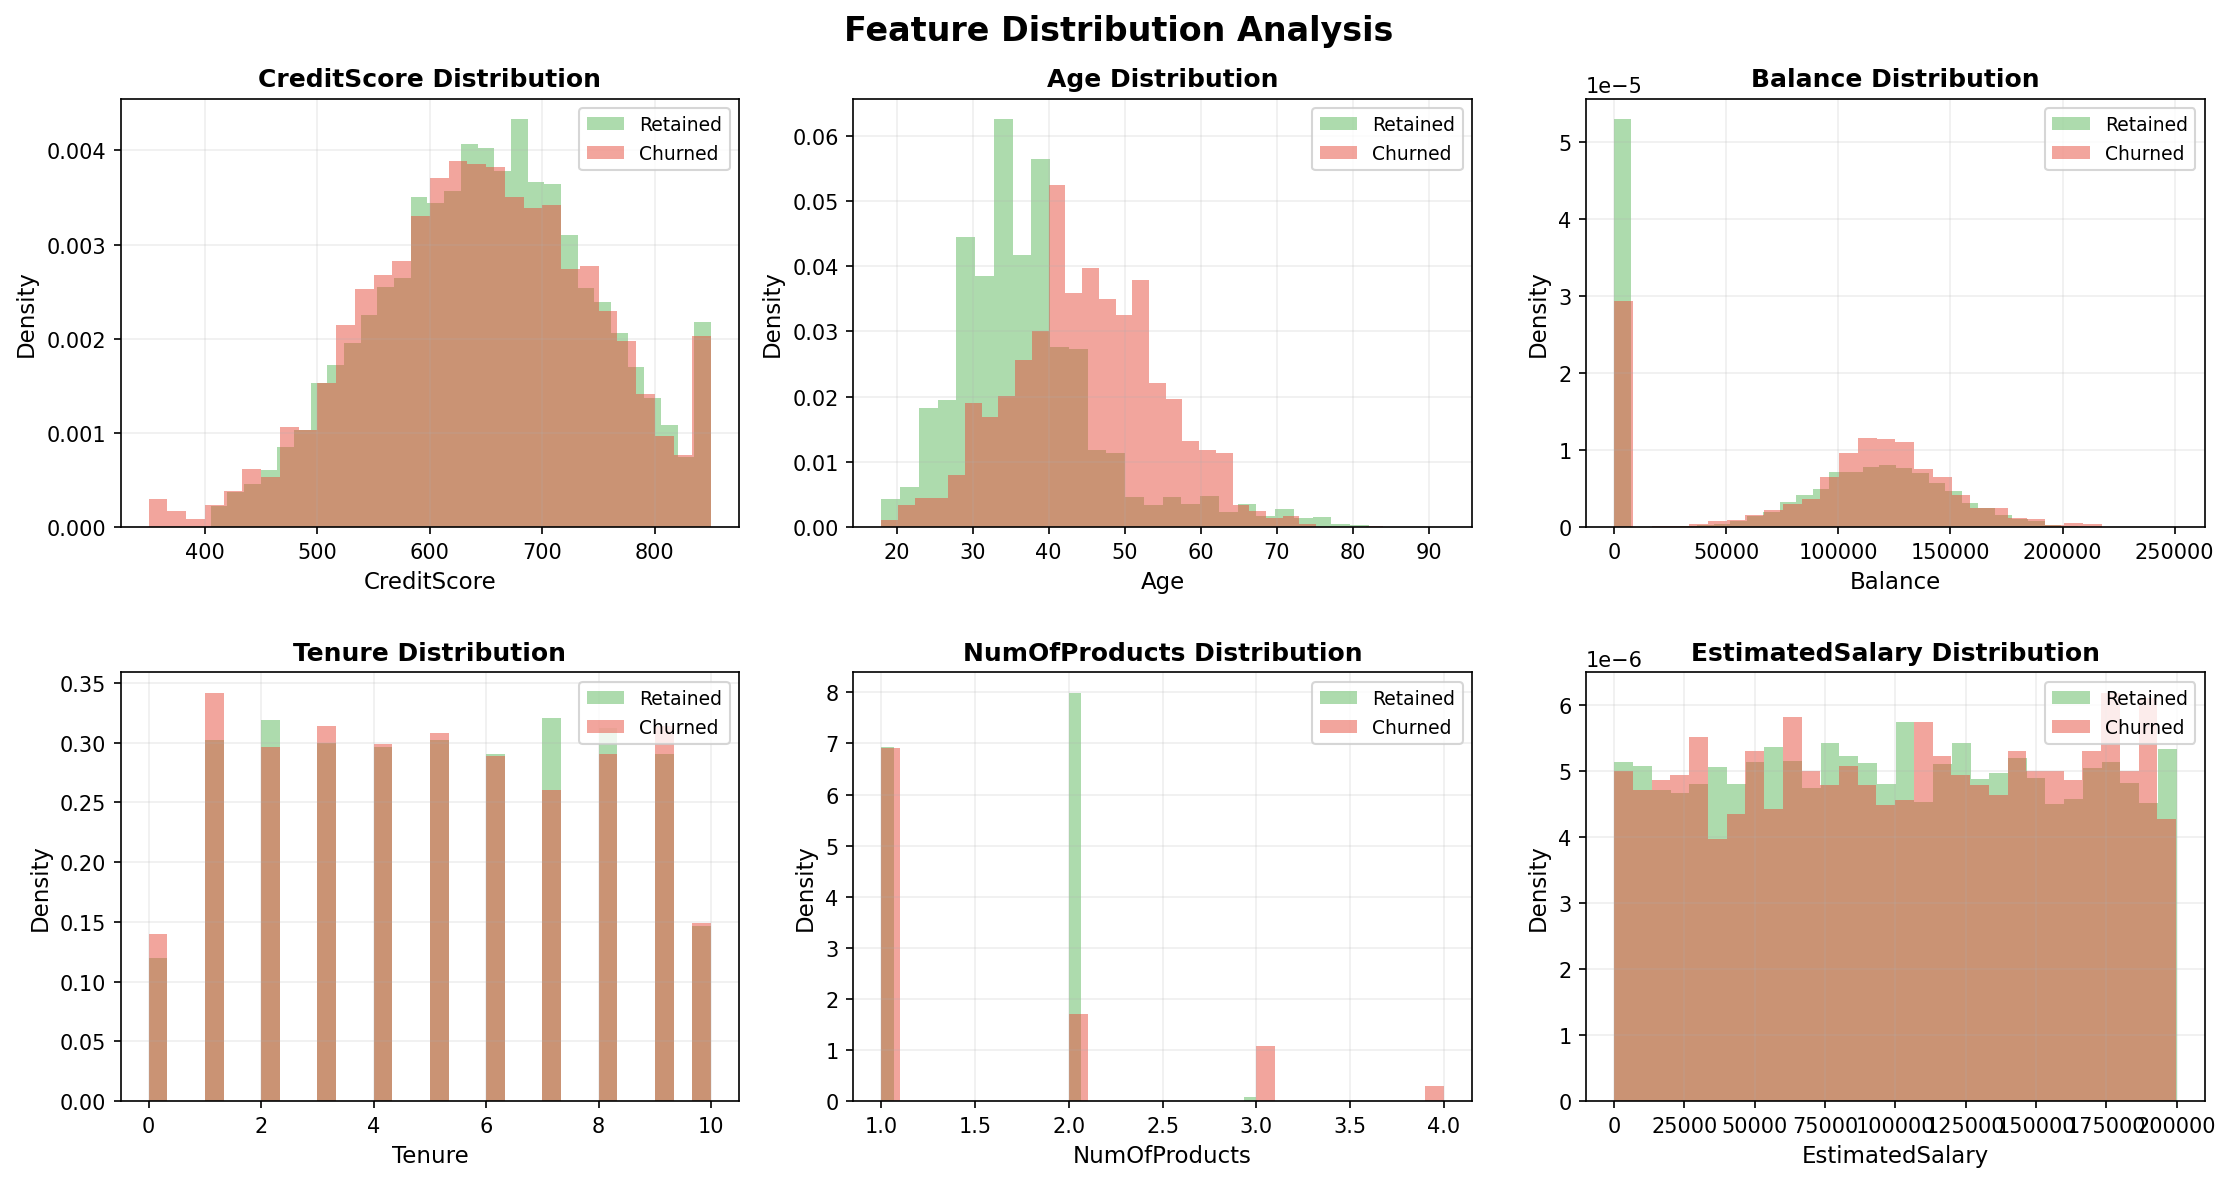 Feature Distribution Analysis
CreditScore Distribution
Retained
Churned
0.004
0.003
0.002
0.001
0.000
Density
400 500 600 700 800
CreditScore
Age Distribution
Retained
Churned
0.06
0.05
0.04
0.03
0.02
0.01
0.00
Density
20 30 40 50 60 70 80 90
Age
Balance Distribution
1e−5
Retained
Churned
5
4
3
2
1
0
Density
0 50000 100000 150000 200000 250000
Balance
Tenure Distribution
Retained
Churned
0.35
0.30
0.25
0.20
0.15
0.10
0.05
0.00
Density
0 2 4 6 8 10
Tenure
NumOfProducts Distribution
Retained
Churned
8
7
6
5
4
3
2
1
0
Density
1.0 1.5 2.0 2.5 3.0 3.5 4.0
NumOfProducts
EstimatedSalary Distribution
1e−6
Retained
Churned
6
5
4
3
2
1
0
Density
0 25000 50000 75000 100000 125000 150000 175000 200000
EstimatedSalary